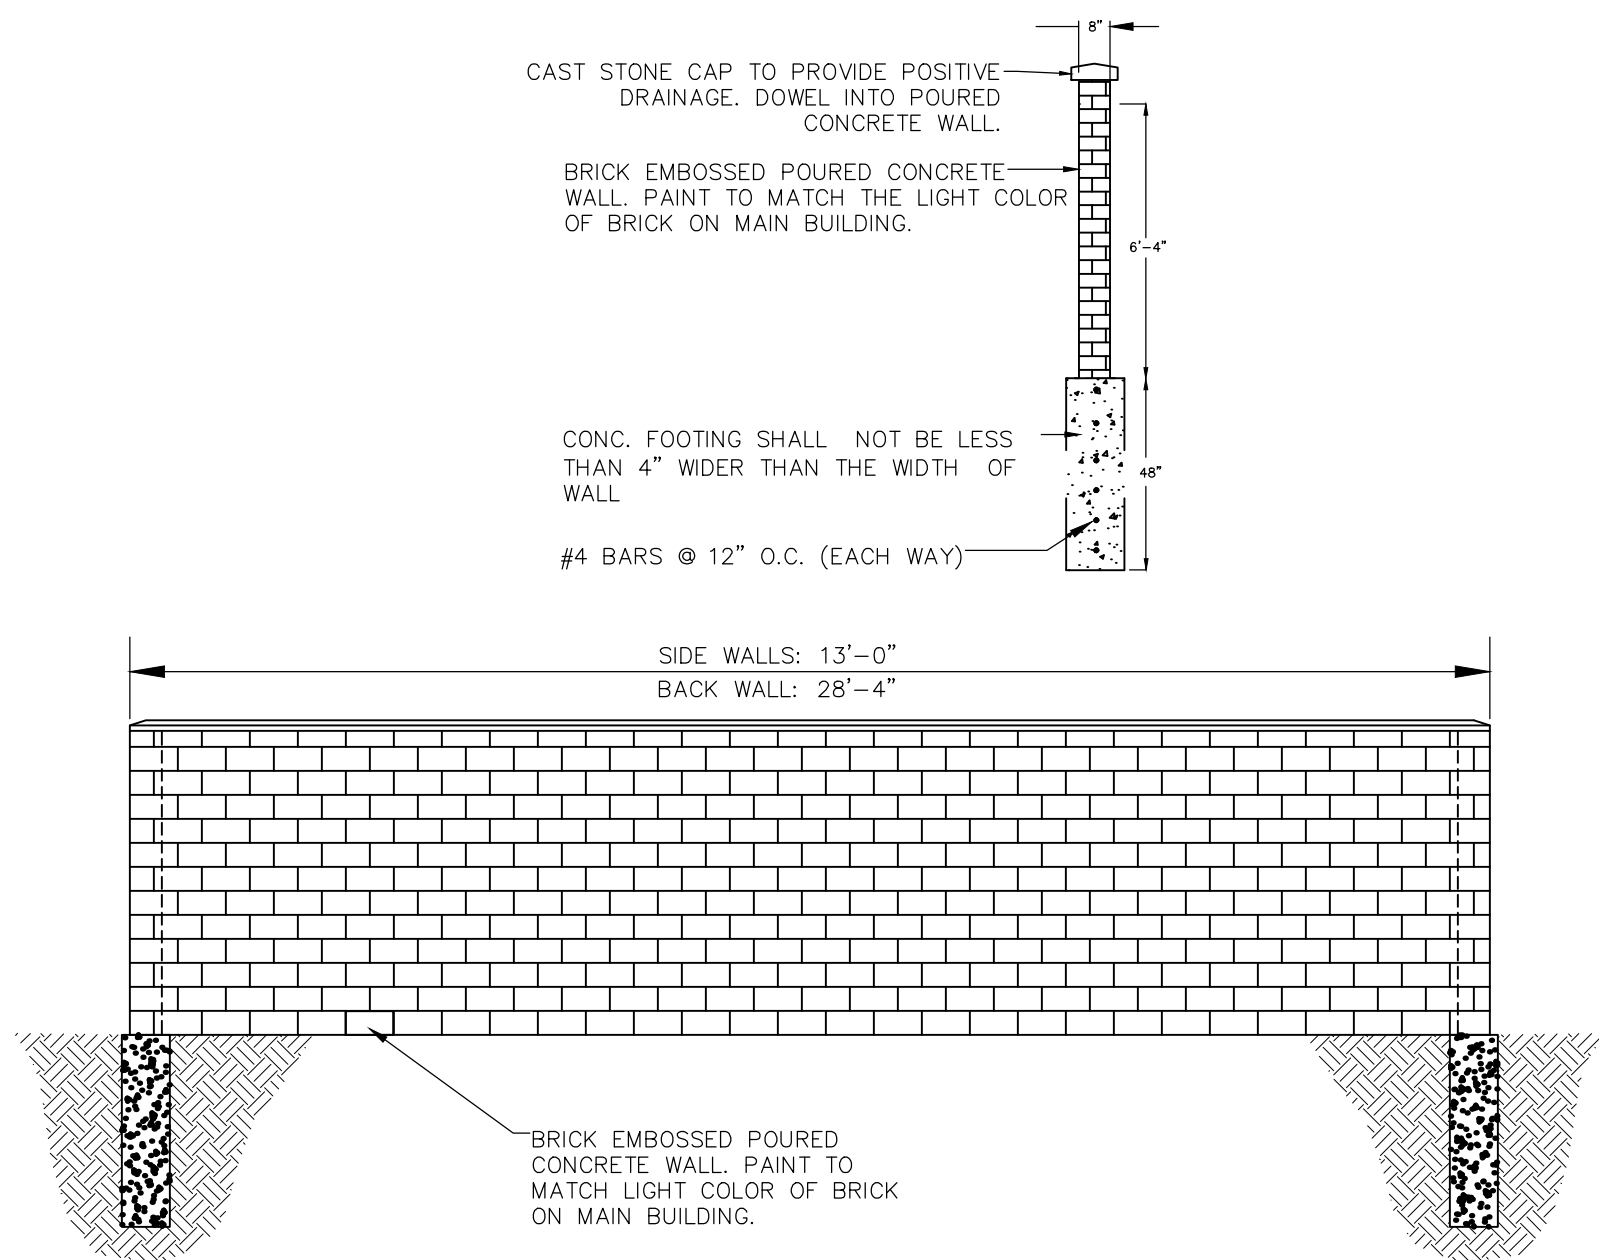 8"
CAST STONE CAP TO PROVIDE POSITIVE
DRAINAGE. DOWEL INTO POURED
CONCRETE WALL.
BRICK EMBOSSED POURED CONCRETE
WALL. PAINT TO MATCH THE LIGHT COLOR
OF BRICK ON MAIN BUILDING.
6'-4"
CONC. FOOTING SHALL NOT BE LESS
THAN 4" WIDER THAN THE WIDTH OF
WALL
48"
#4 BARS @ 12" O.C. (EACH WAY)
SIDE WALLS: 13'-0"
BACK WALL: 28'-4"
BRICK EMBOSSED POURED
CONCRETE WALL. PAINT TO
MATCH LIGHT COLOR OF BRICK
ON MAIN BUILDING.